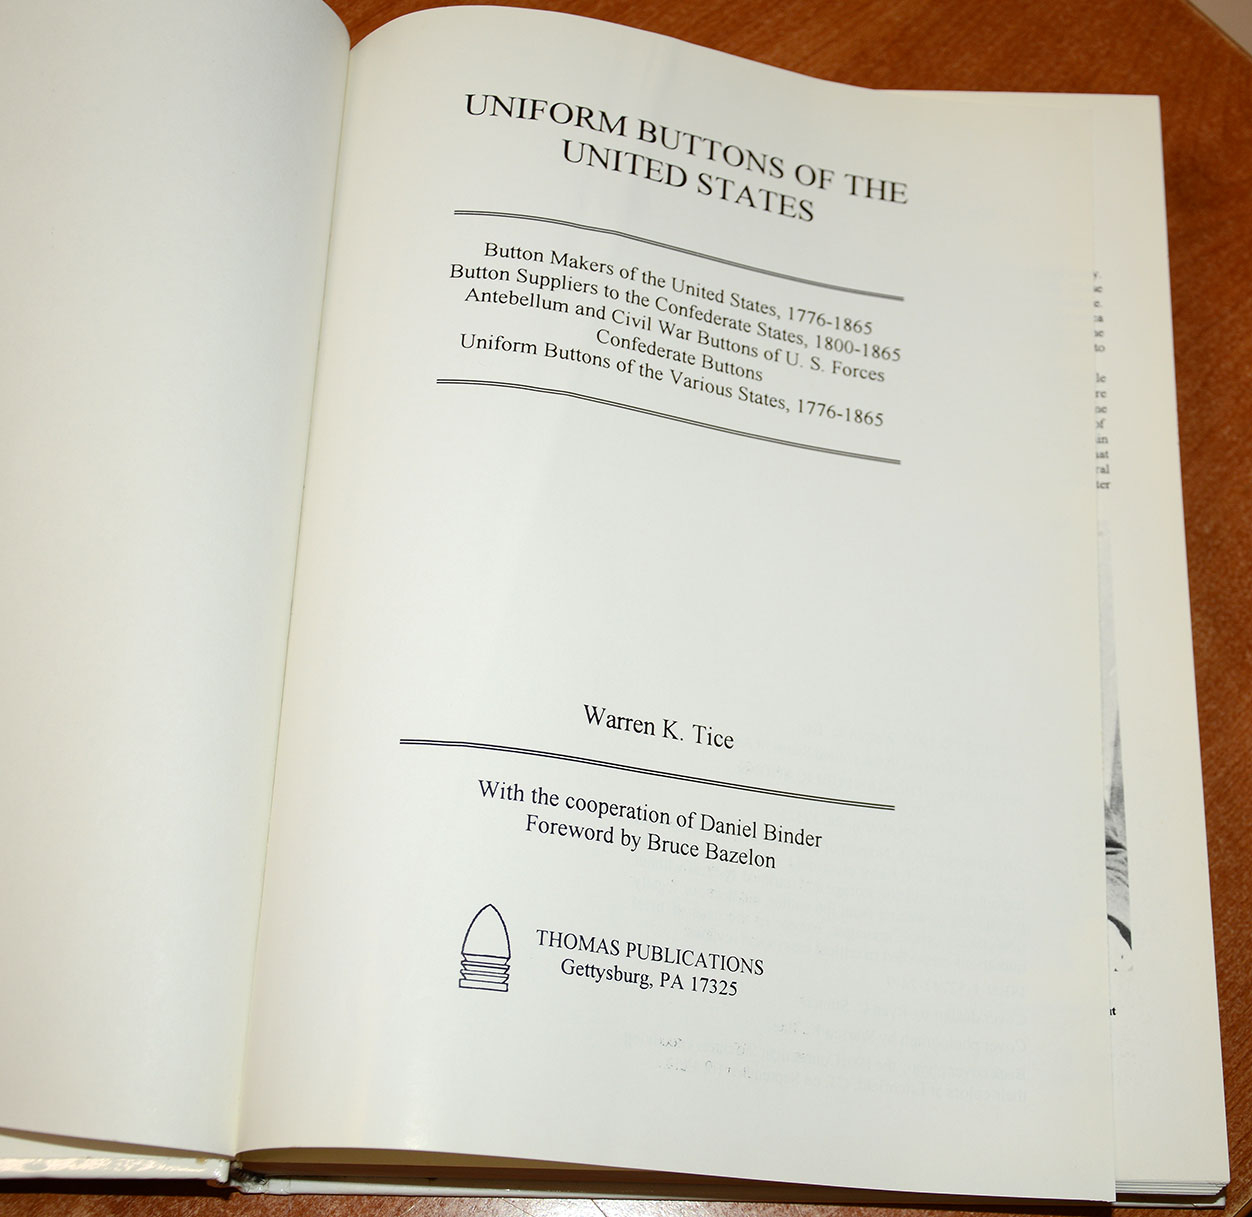 UNIFORM BUTTONS OF THE
UNITED STATES
Button Makers of the United States, 1776-1865
Button Suppliers to the Confederate States, 1800-1865
Antebellum and Civil War Buttons of U. S. Forces
Confederate Buttons
Uniform Buttons of the Various States, 1776-1865
Warren K. Tice
With the cooperation of Daniel Binder
Foreword by Bruce Bazelon
THOMAS PUBLICATIONS
Gettysburg, PA 17325